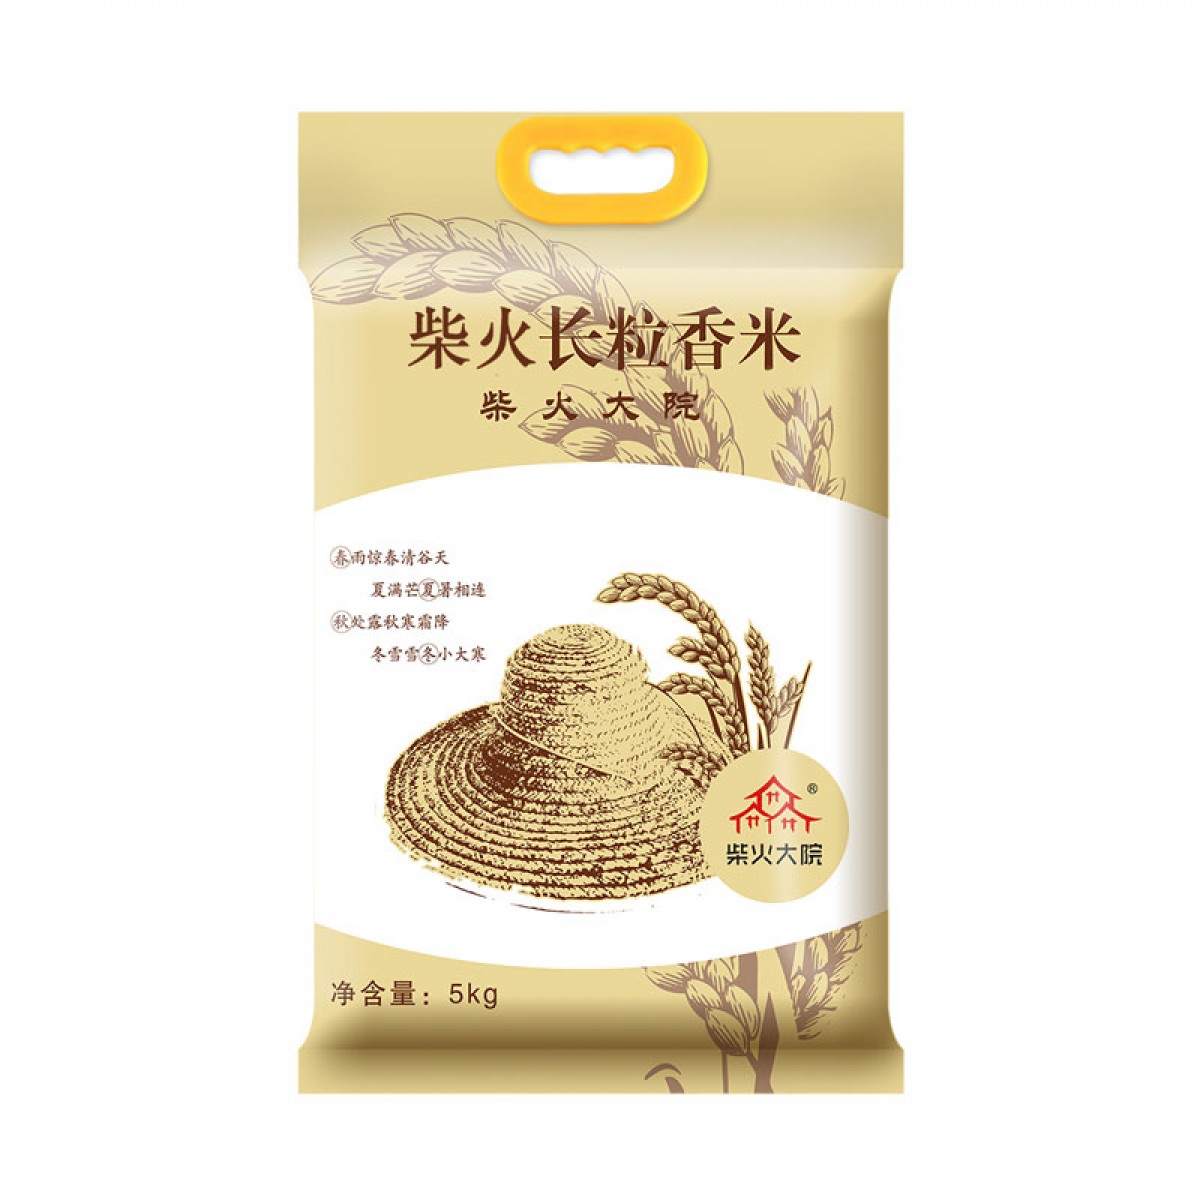 柴火长粒香米
柴火大院
春雨惊春清谷天
夏满芒夏暑相连
秋处露秋寒霜降
冬雪雪冬小大寒
®
柴火大院
净含量：5kg